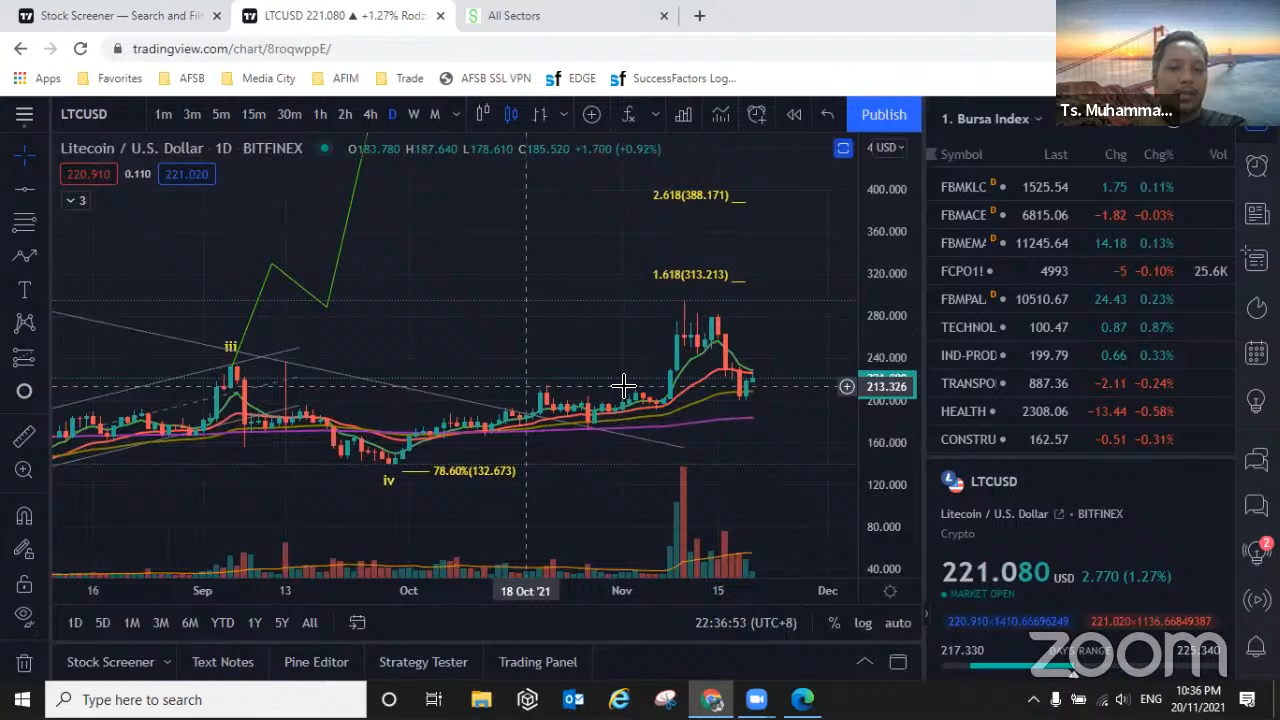 Stock Screener — Search and Filt
LTCUSD 221.080 ▲ +1.27% Rodz
All Sectors
tradingview.com/chart/8roqwppE/
Apps Favorites AFSB Media City AFIM Trade AFSB SSL VPN EDGE SuccessFactors Log...
Ts. Muhamma...
LTCUSD 1m 3m 5m 15m 30m 1h 2h 4h D W M Publish
1. Bursa Index
Litecoin / U.S. Dollar · 1D BITFINEX O183.780 H187.640 L178.610 C185.520 +1.700 (+0.92%)
USD
220.910 0.110 221.020
3
Symbol Last Chg Chg% Vol
FBMKLC D 1525.54 1.75 0.11%
FBMACE D 6815.06 −1.82 −0.03%
FBMEMA D 11245.64 14.18 0.13%
FCPO1! 4993 −5 −0.10% 25.6K
FBMPAL D 10510.67 24.43 0.23%
TECHNOL 100.47 0.87 0.87%
IND-PROD 199.79 0.66 0.33%
TRANSPO 887.36 −2.11 −0.24%
HEALTH 2308.06 −13.44 −0.58%
CONSTRU 162.57 −0.51 −0.31%
400.000
360.000
320.000
280.000
240.000
213.326
200.000
160.000
120.000
80.000
40.000
2.618(388.171)
1.618(313.213)
iii
iv
78.60%(132.673)
16 Sep 13 Oct 18 Oct '21 Nov 15 Dec
1D 5D 1M 3M 6M YTD 1Y 5Y All
22:36:53 (UTC+8) % log auto
LTCUSD
Litecoin / U.S. Dollar · BITFINEX
Crypto
221.080 USD 2.770 (1.27%)
MARKET OPEN
220.910×1410.66696249 221.020×1136.66849387
217.330 DAY'S RANGE 225.340
zoom
2
Stock Screener Text Notes Pine Editor Strategy Tester Trading Panel
Type here to search
ENG
10:36 PM
20/11/2021